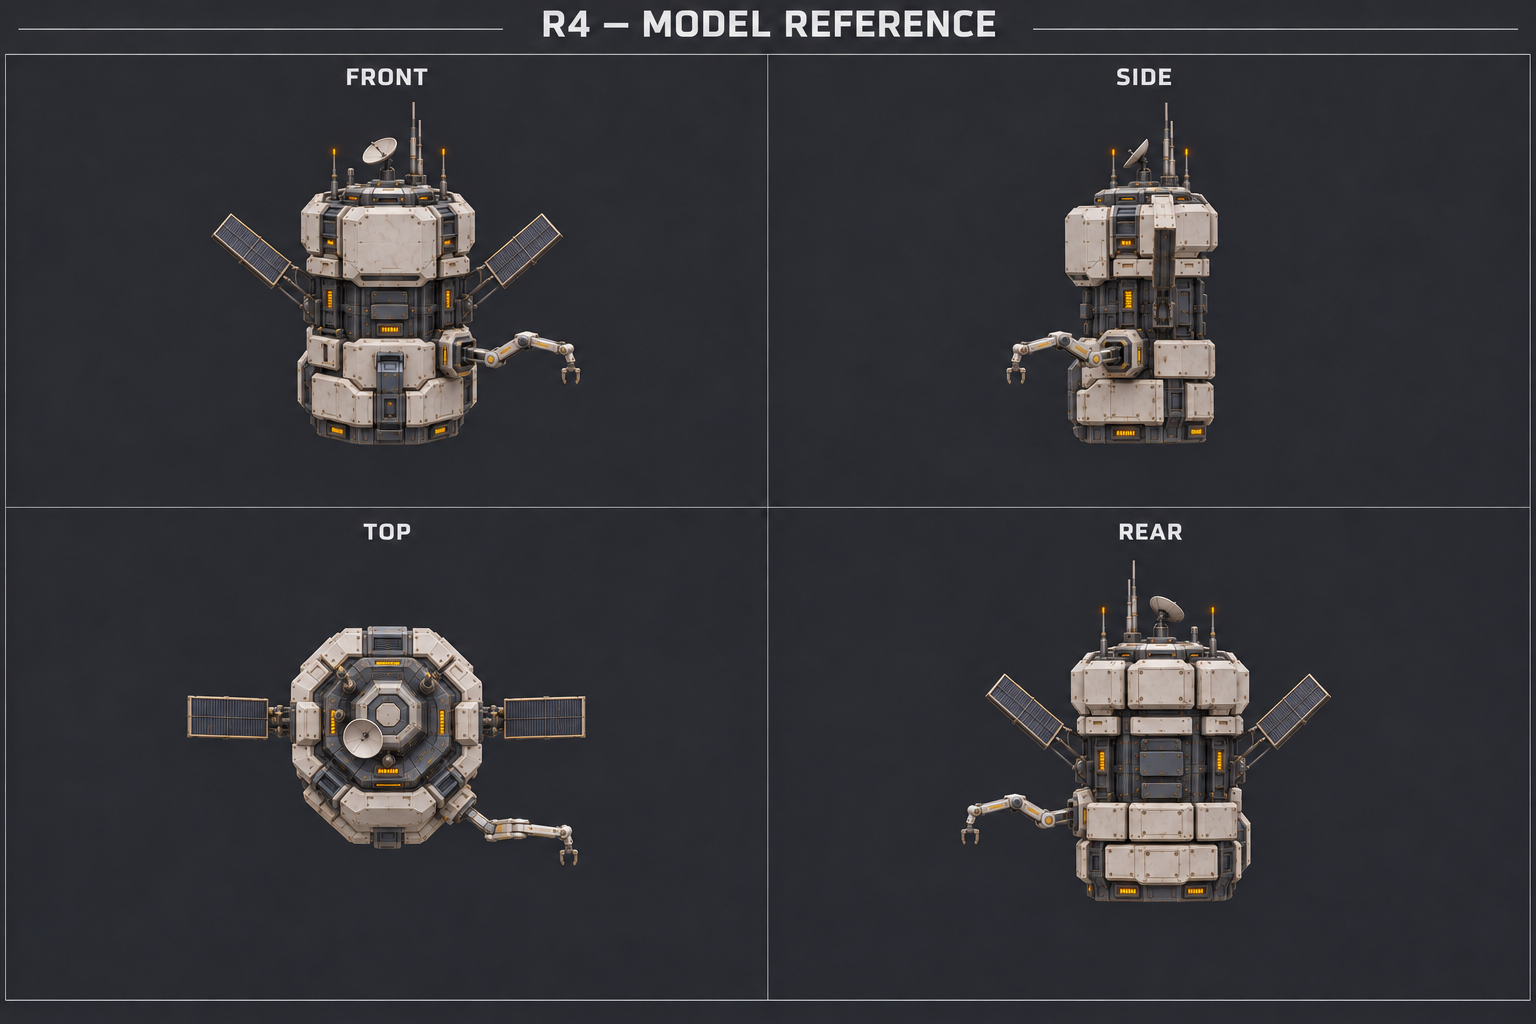 R4 — MODEL REFERENCE
FRONT
SIDE
TOP
REAR